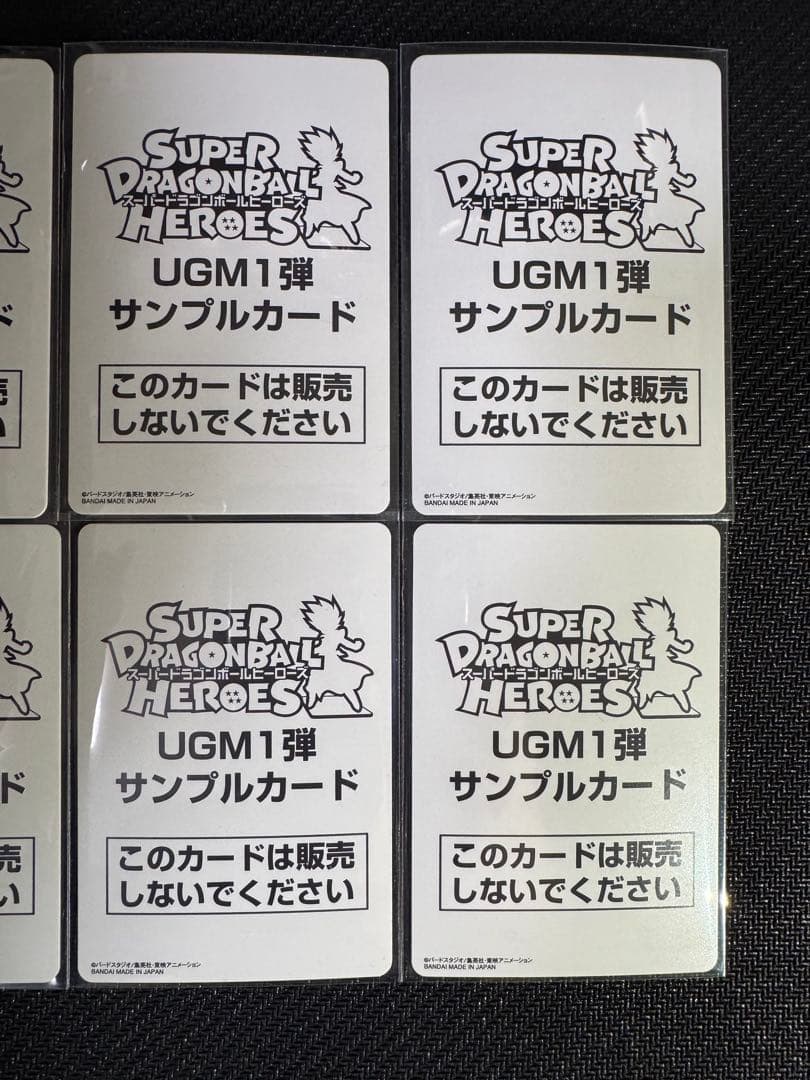 SUPER
DRAGONBALL
スーパードラゴンボールヒーローズ
HEROES
UGM1弾
サンプルカード
このカードは販売
しないでください
©バードスタジオ/集英社・東映アニメーション
BANDAI MADE IN JAPAN
SUPER
DRAGONBALL
スーパードラゴンボールヒーローズ
HEROES
UGM1弾
サンプルカード
このカードは販売
しないでください
©バードスタジオ/集英社・東映アニメーション
BANDAI MADE IN JAPAN
ド
売
い
SUPER
DRAGONBALL
スーパードラゴンボールヒーローズ
HEROES
UGM1弾
サンプルカード
このカードは販売
しないでください
©バードスタジオ/集英社・東映アニメーション
BANDAI MADE IN JAPAN
SUPER
DRAGONBALL
スーパードラゴンボールヒーローズ
HEROES
UGM1弾
サンプルカード
このカードは販売
しないでください
©バードスタジオ/集英社・東映アニメーション
BANDAI MADE IN JAPAN
ド
売
い